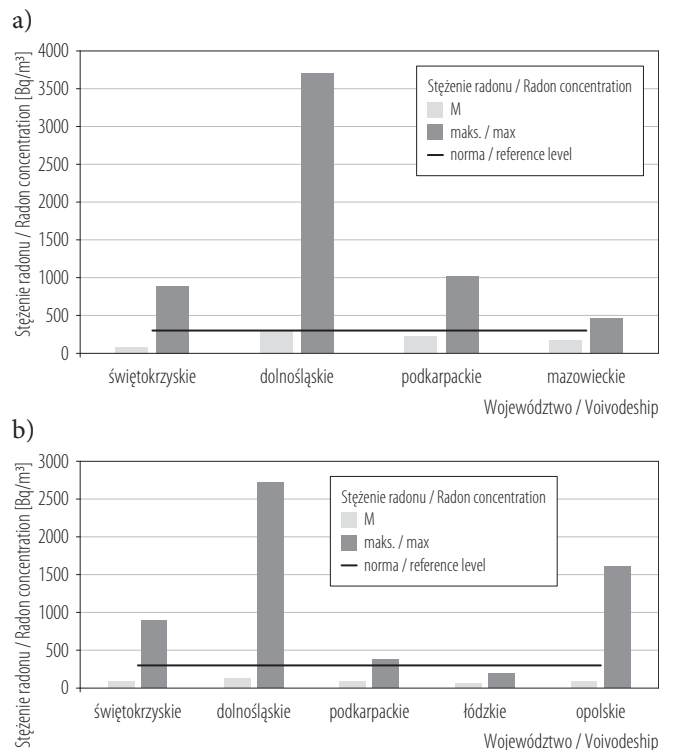 a)
Stężenie radonu / Radon concentration [Bq/m³]
4000
3500
3000
2500
2000
1500
1000
500
0
Stężenie radonu / Radon concentration
M
maks. / max
norma / reference level
świętokrzyskie dolnośląskie podkarpackie mazowieckie
Województwo / Voivodeship
b)
Stężenie radonu / Radon concentration [Bq/m³]
3000
2500
2000
1500
1000
500
0
Stężenie radonu / Radon concentration
M
maks. / max
norma / reference level
świętokrzyskie dolnośląskie podkarpackie łódzkie opolskie
Województwo / Voivodeship